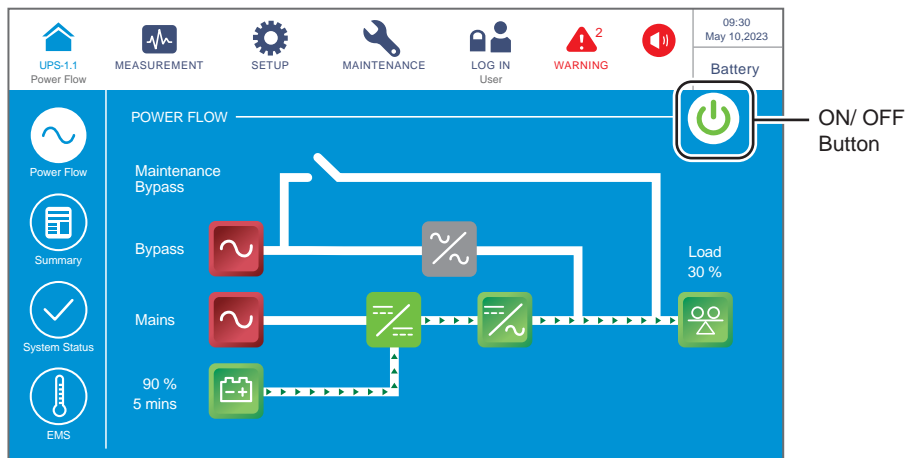 UPS-1.1
Power Flow
MEASUREMENT
SETUP
MAINTENANCE
LOG IN
User
2
WARNING
09:30
May 10,2023
Battery
ON/ OFF
Button
POWER FLOW
Power Flow
Summary
System Status
EMS
Maintenance
Bypass
Bypass
Load
30 %
Mains
90 %
5 mins